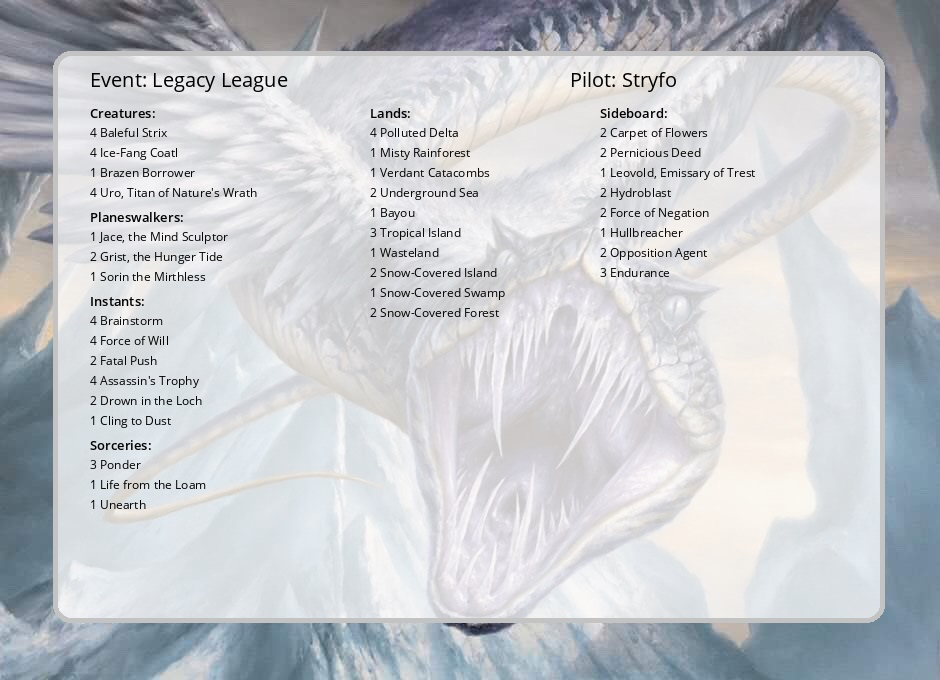 Event: Legacy League
Pilot: Stryfo
Creatures:
4 Baleful Strix
4 Ice-Fang Coatl
1 Brazen Borrower
4 Uro, Titan of Nature's Wrath
Planeswalkers:
1 Jace, the Mind Sculptor
2 Grist, the Hunger Tide
1 Sorin the Mirthless
Instants:
4 Brainstorm
4 Force of Will
2 Fatal Push
4 Assassin's Trophy
2 Drown in the Loch
1 Cling to Dust
Sorceries:
3 Ponder
1 Life from the Loam
1 Unearth
Lands:
4 Polluted Delta
1 Misty Rainforest
1 Verdant Catacombs
2 Underground Sea
1 Bayou
3 Tropical Island
1 Wasteland
2 Snow-Covered Island
1 Snow-Covered Swamp
2 Snow-Covered Forest
Sideboard:
2 Carpet of Flowers
2 Pernicious Deed
1 Leovold, Emissary of Trest
2 Hydroblast
2 Force of Negation
1 Hullbreacher
2 Opposition Agent
3 Endurance